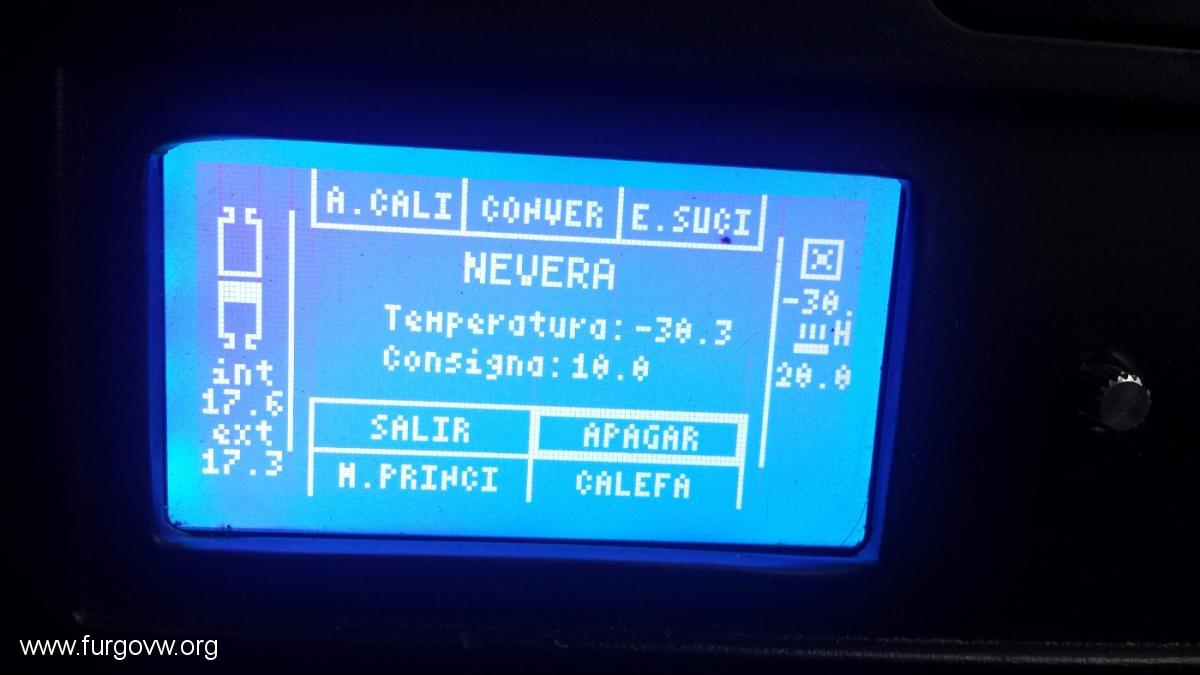 A.CALI CONVER E.SUCI
NEVERA
Temperatura:-30.3
Consigna:10.0
SALIR APAGAR
M.PRINCI CALEFA
int
17.6
ext
17.3
-30.
H
20.0
www.furgovw.org